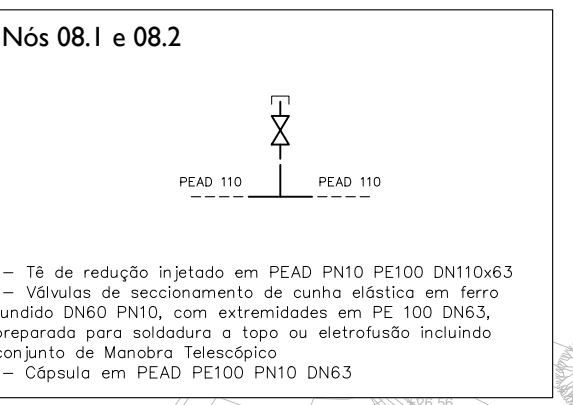 Nós 08.1 e 08.2
PEAD 110 PEAD 110
– Tê de redução injetado em PEAD PN10 PE100 DN110x63
– Válvulas de seccionamento de cunha elástica em ferro
undido DN60 PN10, com extremidades em PE 100 DN63,
preparada para soldadura a topo ou eletrofusão incluindo
conjunto de Manobra Telescópico
– Cápsula em PEAD PE100 PN10 DN63